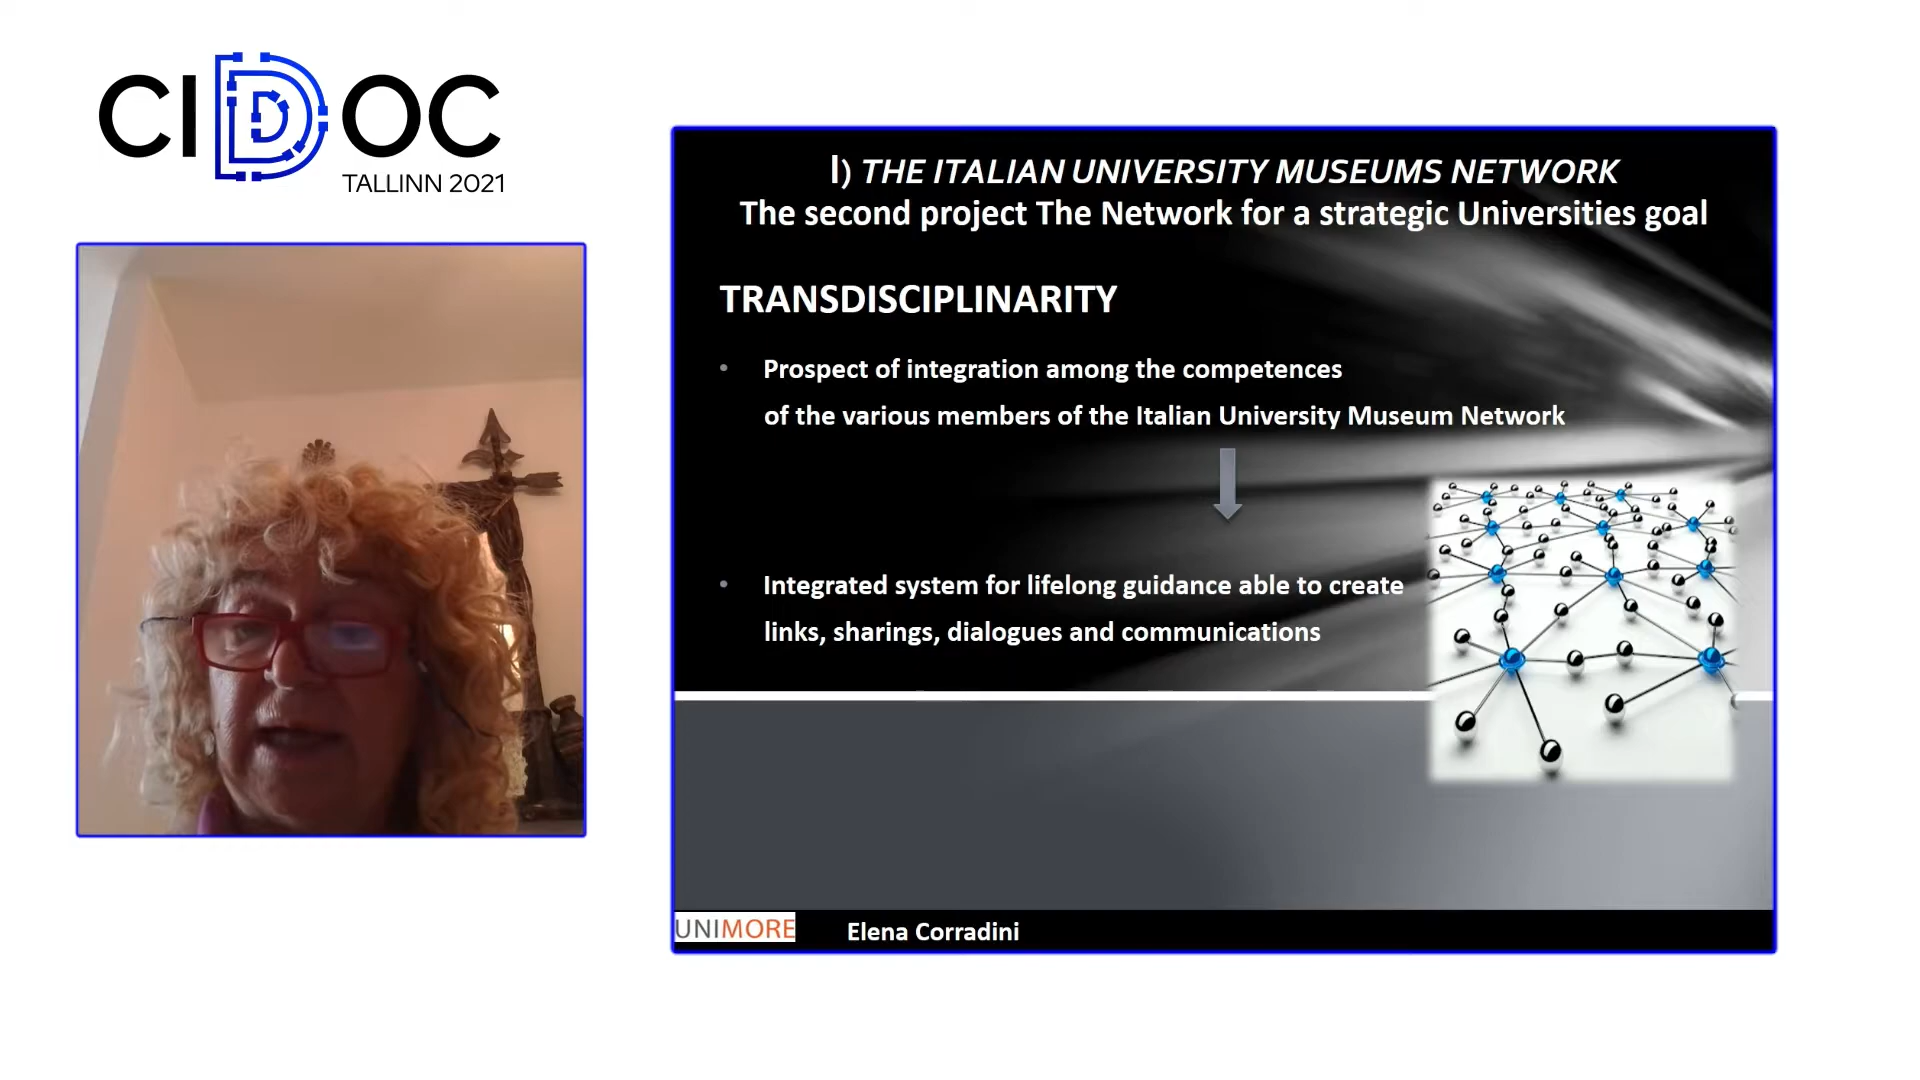 CIDOC
TALLINN 2021
I) THE ITALIAN UNIVERSITY MUSEUMS NETWORK
The second project The Network for a strategic Universities goal
TRANSDISCIPLINARITY
• Prospect of integration among the competences
of the various members of the Italian University Museum Network
• Integrated system for lifelong guidance able to create
links, sharings, dialogues and communications
UNIMORE
Elena Corradini